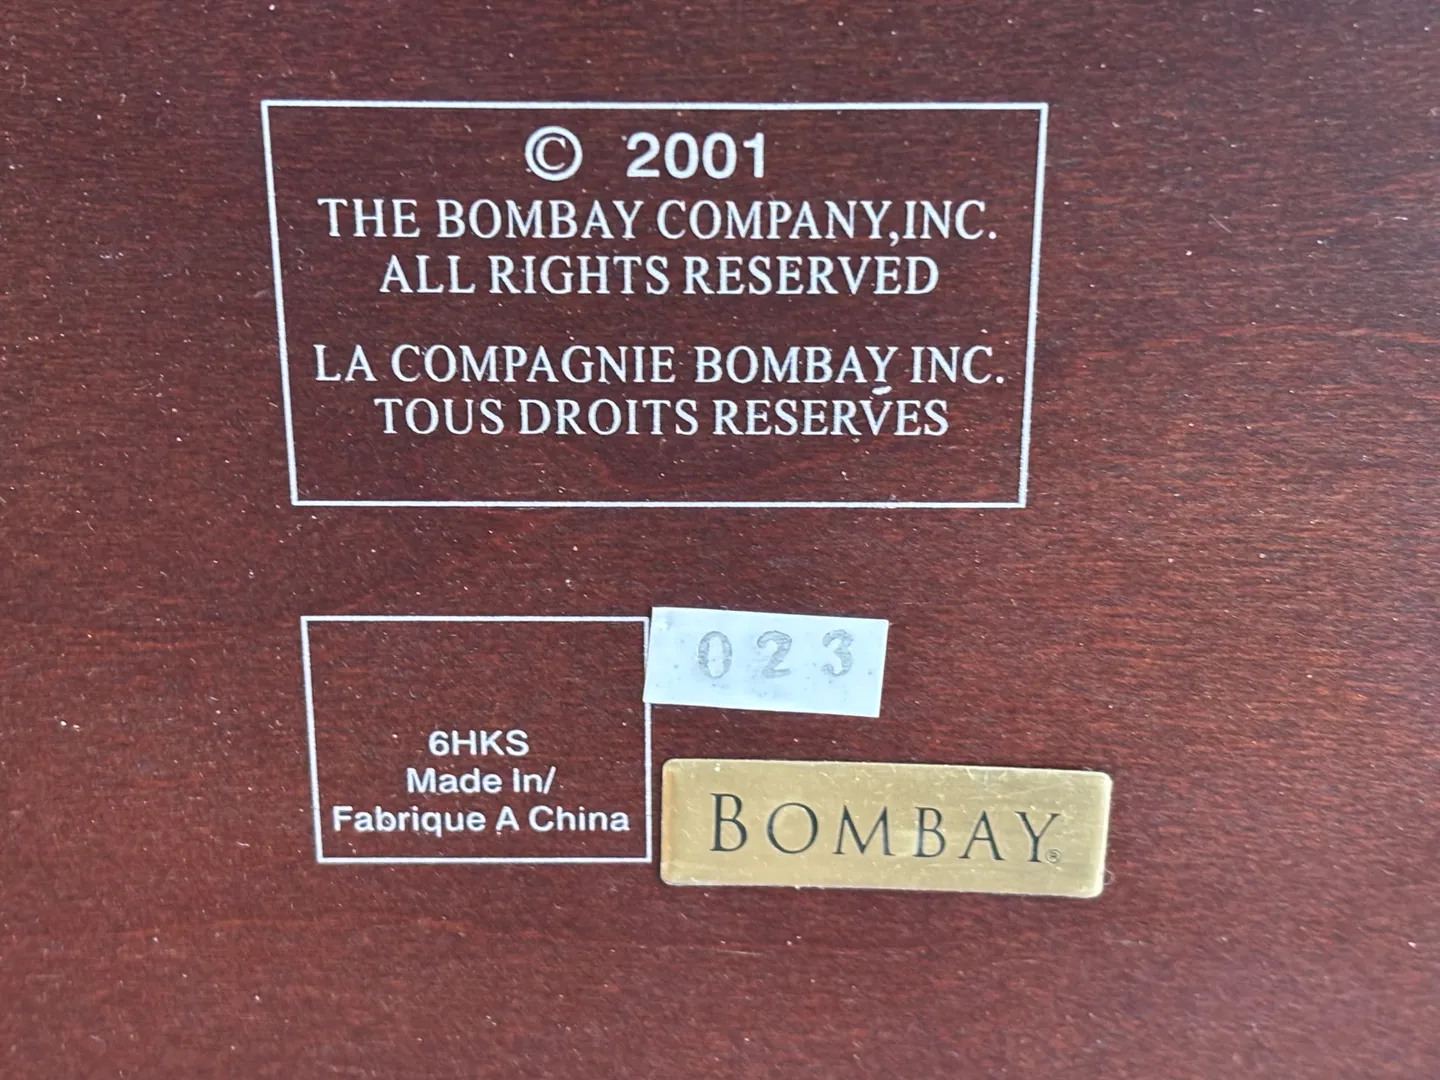 © 2001
THE BOMBAY COMPANY,INC.
ALL RIGHTS RESERVED
LA COMPAGNIE BOMBAY INC.
TOUS DROITS RESERVÉS
023
6HKS
Made In/
Fabrique A China
BOMBAY®